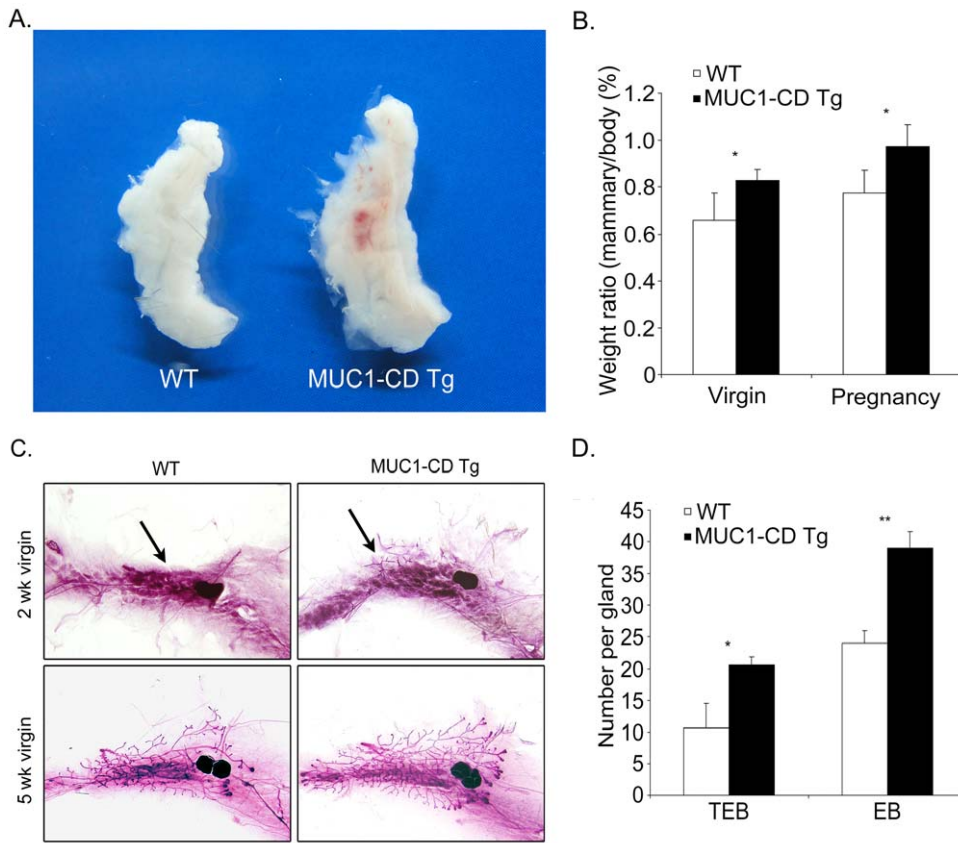 A.
WT
MUC1-CD Tg
B.
WT
MUC1-CD Tg
Weight ratio (mammary/body (%)
1.2
1.0
0.8
0.6
0.4
0.2
0
*
*
Virgin
Pregnancy
C.
WT
MUC1-CD Tg
2 wk virgin
5 wk virgin
D.
WT
MUC1-CD Tg
Number per gland
45
40
35
30
25
20
15
10
5
0
*
**
TEB
EB